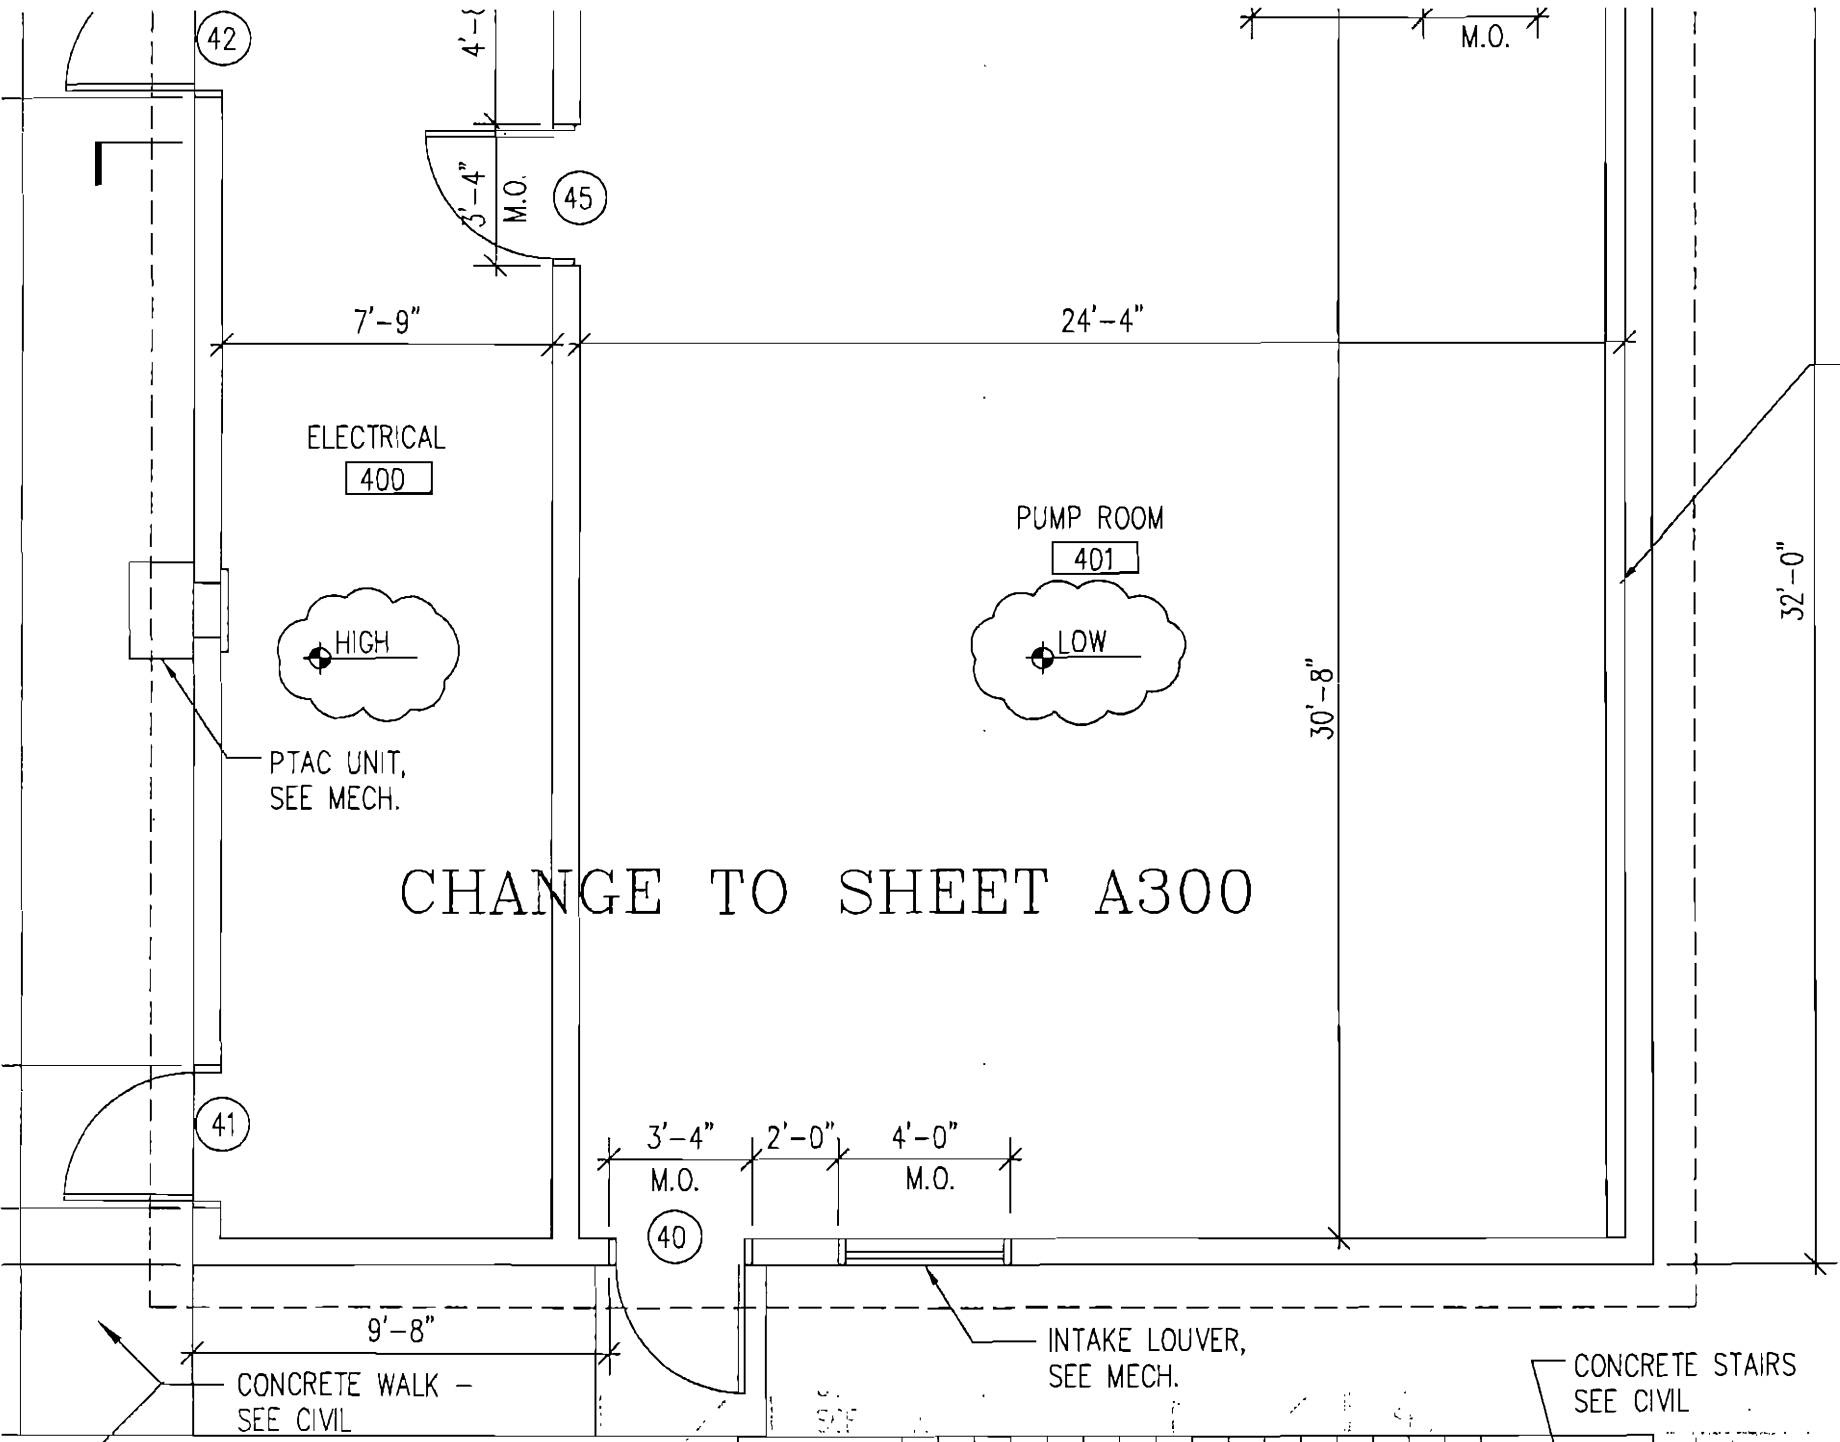 42
4'-8
M.O.
3'-4"
M.O.
45
7'-9"
24'-4"
ELECTRICAL
400
PUMP ROOM
401
HIGH
LOW
32'-0"
30'-8"
PTAC UNIT,
SEE MECH.
CHANGE TO SHEET A300
41
3'-4"
M.O.
2'-0"
4'-0"
M.O.
40
9'-8"
INTAKE LOUVER,
SEE MECH.
CONCRETE WALK –
SEE CIVIL
CONCRETE STAIRS
SEE CIVIL